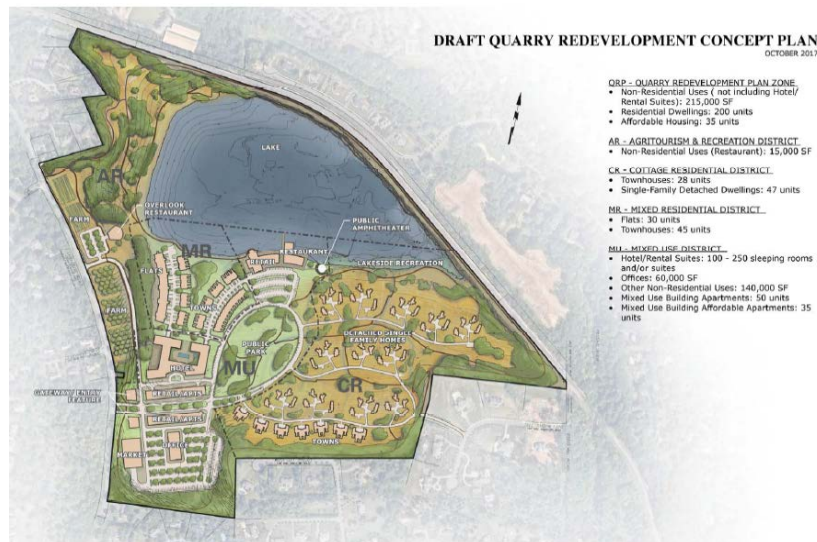 DRAFT QUARRY REDEVELOPMENT CONCEPT PLAN
OCTOBER 2017
QRP - QUARRY REDEVELOPMENT PLAN ZONE
• Non-Residential Uses ( not including Hotel/
Rental Suites): 215,000 SF
• Residential Dwellings: 200 units
• Affordable Housing: 35 units
AR - AGRITOURISM & RECREATION DISTRICT
• Non-Residential Uses (Restaurant): 15,000 SF
CR - COTTAGE RESIDENTIAL DISTRICT
• Townhouses: 28 units
• Single-Family Detached Dwellings: 47 units
MR - MIXED RESIDENTIAL DISTRICT
• Flats: 30 units
• Townhouses: 45 units
MU - MIXED USE DISTRICT
• Hotel/Rental Suites: 100 - 250 sleeping rooms
and/or suites
• Offices: 60,000 SF
• Other Non-Residential Uses: 140,000 SF
• Mixed Use Building Apartments: 50 units
• Mixed Use Building Affordable Apartments: 35
units
LAKE
AR
OVERLOOK
RESTAURANT
FARM
PUBLIC
AMPHITHEATER
MR
RESTAURANT
RETAIL
LAKESIDE RECREATION
FLATS
FARM
TOWNS
DETACHED SINGLE
FAMILY HOMES
PUBLIC
PARK
MU
HOTEL
CR
GATEWAY/ ENTRY
FEATURE
RETAIL/APTS
RETAIL/APTS
OFFICE
MARKET
TOWNS